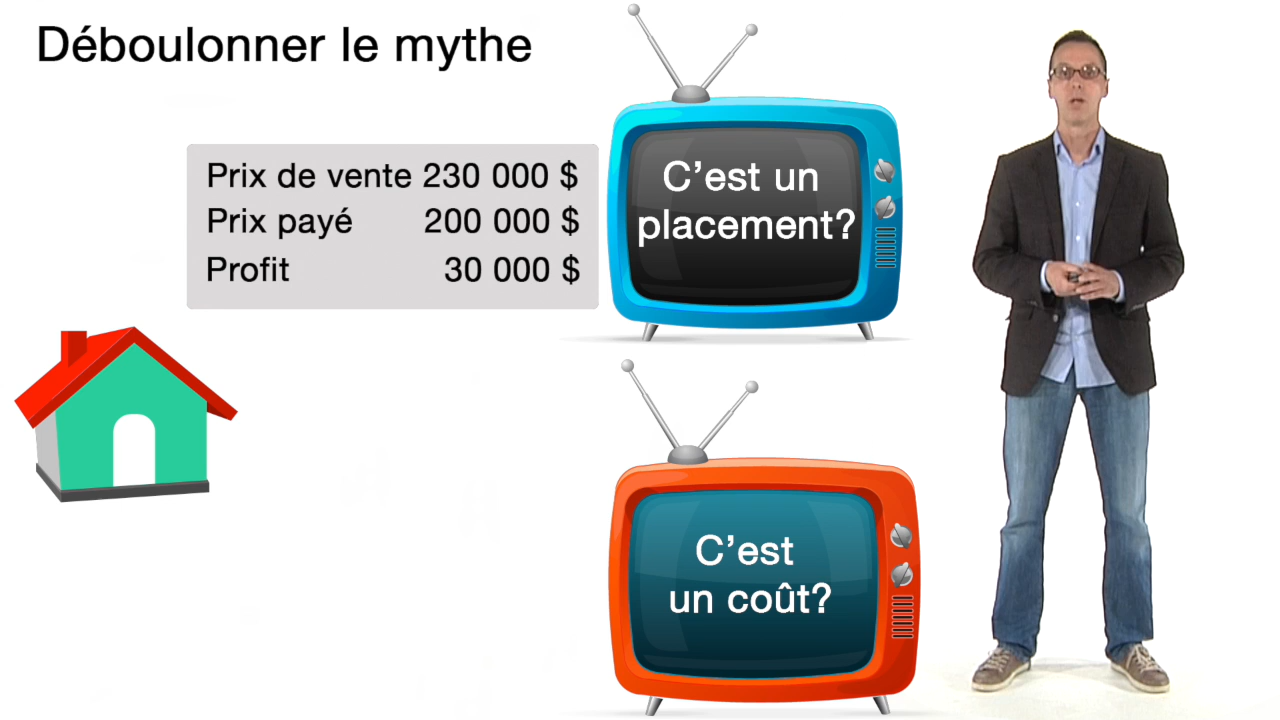 Déboulonner le mythe
Prix de vente 230 000 $
Prix payé 200 000 $
Profit 30 000 $
C’est un
placement?
C’est
un coût?